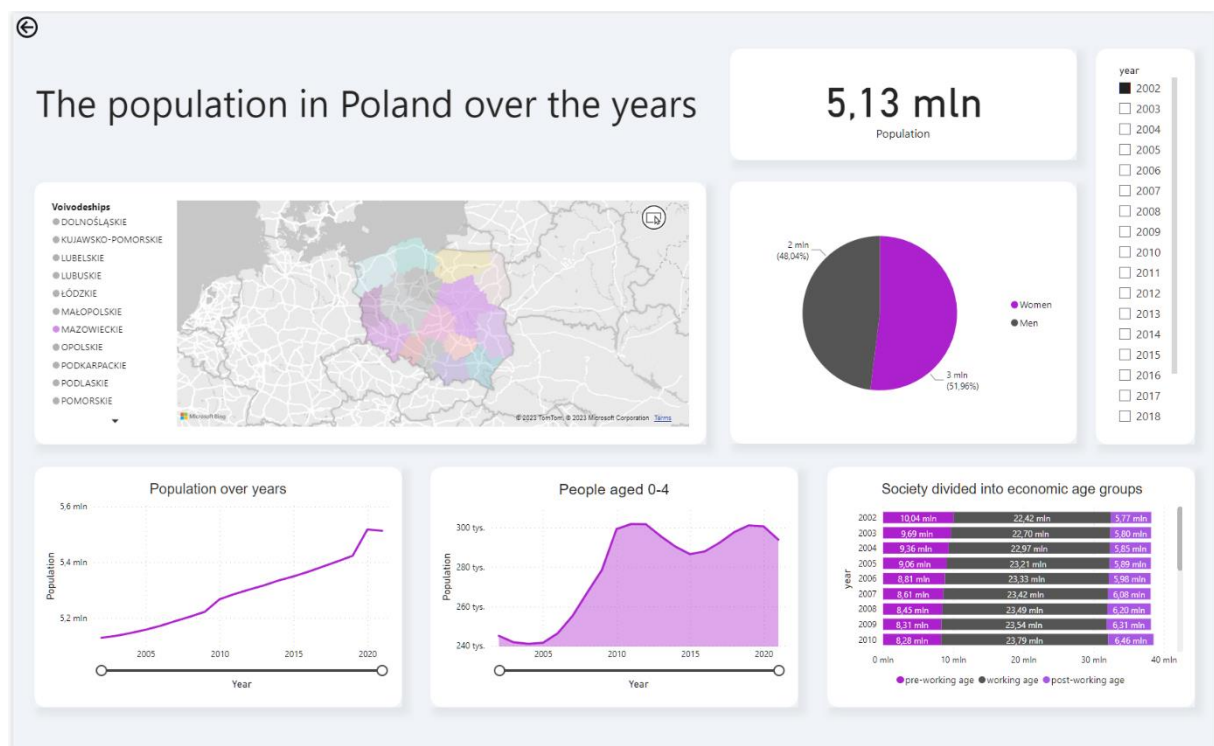 The population in Poland over the years
5,13 mln
Population
year
2002
2003
2004
2005
2006
2007
2008
2009
2010
2011
2012
2013
2014
2015
2016
2017
2018
Voivodeships
DOLNOŚLĄSKIE
KUJAWSKO-POMORSKIE
LUBELSKIE
LUBUSKIE
ŁÓDZKIE
MAŁOPOLSKIE
MAZOWIECKIE
OPOLSKIE
PODKARPACKIE
PODLASKIE
POMORSKIE
Microsoft Bing
© 2023 TomTom, © 2023 Microsoft Corporation Terms
2 mln
(48,04%)
3 mln
(51,96%)
Women
Men
Population over years
Population
5,6 mln
5,4 mln
5,2 mln
2005 2010 2015 2020
Year
People aged 0-4
Population
300 tys.
280 tys.
260 tys.
240 tys.
2005 2010 2015 2020
Year
Society divided into economic age groups
year
2002 10,04 mln 22,42 mln 5,77 mln
2003 9,69 mln 22,70 mln 5,80 mln
2004 9,36 mln 22,97 mln 5,85 mln
2005 9,06 mln 23,21 mln 5,89 mln
2006 8,81 mln 23,33 mln 5,98 mln
2007 8,61 mln 23,42 mln 6,08 mln
2008 8,45 mln 23,49 mln 6,20 mln
2009 8,31 mln 23,54 mln 6,31 mln
2010 8,28 mln 23,79 mln 6,46 mln
0 mln 10 mln 20 mln 30 mln 40 mln
pre-working age working age post-working age